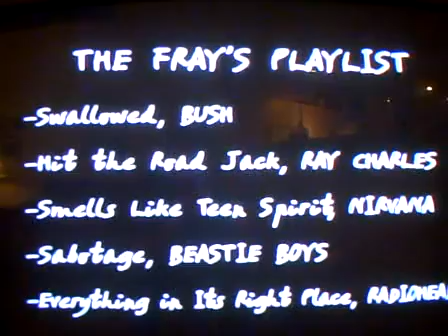 THE FRAY'S PLAYLIST
-Swallowed, BUSH
-Hit the Road Jack, RAY CHARLES
-Smells Like Teen Spirit, NIRVANA
-Sabotage, BEASTIE BOYS
-Everything in Its Right Place, RADIOHEA